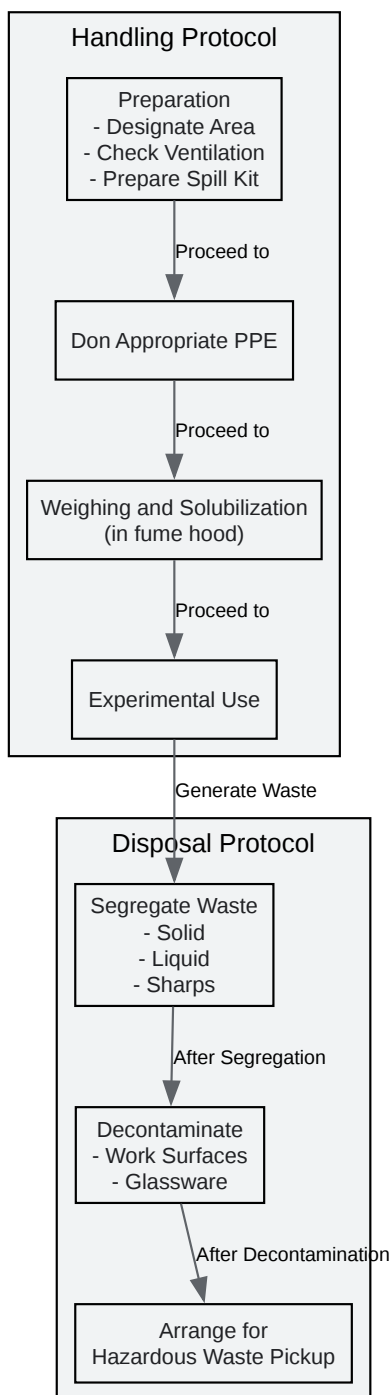 Handling Protocol
Preparation
- Designate Area
- Check Ventilation
- Prepare Spill Kit
Proceed to
Don Appropriate PPE
Proceed to
Weighing and Solubilization
(in fume hood)
Proceed to
Experimental Use
Generate Waste
Disposal Protocol
Segregate Waste
- Solid
- Liquid
- Sharps
After Segregation
Decontaminate
- Work Surfaces
- Glassware
After Decontamination
Arrange for
Hazardous Waste Pickup